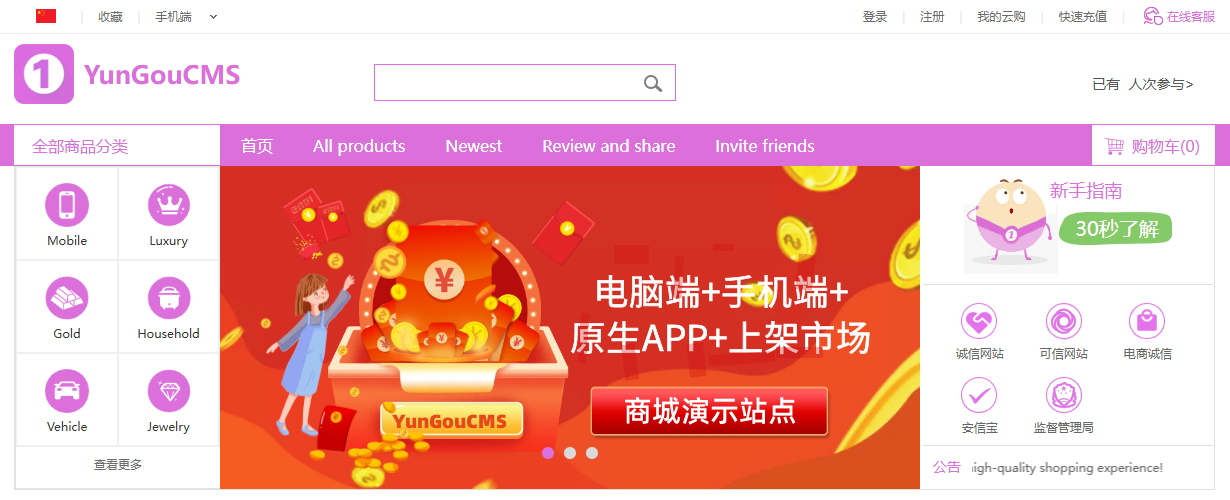 收藏 手机端
登录 注册 我的云购 快速充值 在线客服
1 YunGouCMS
已有 人次参与>
全部商品分类 首页 All products Newest Review and share Invite friends 购物车(0)
Mobile Luxury
Gold Household
Vehicle Jewelry
查看更多
¥
电脑端+手机端+
原生APP+上架市场
商城演示站点
YunGouCMS
新手指南
30秒了解
1
诚信网站 可信网站 电商诚信
安信宝 监督管理局
公告 high-quality shopping experience!